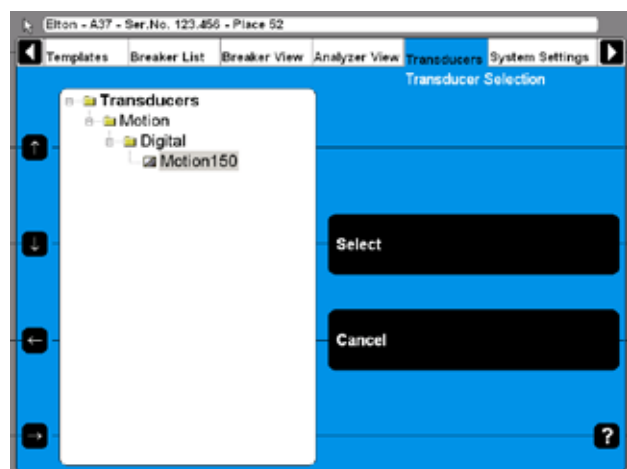 Elton - A37 - Ser.No. 123.456 - Place 52
Templates Breaker List Breaker View Analyzer View Transducers System Settings
Transducer Selection
Transducers
Motion
Digital
Motion150
Select
Cancel
?